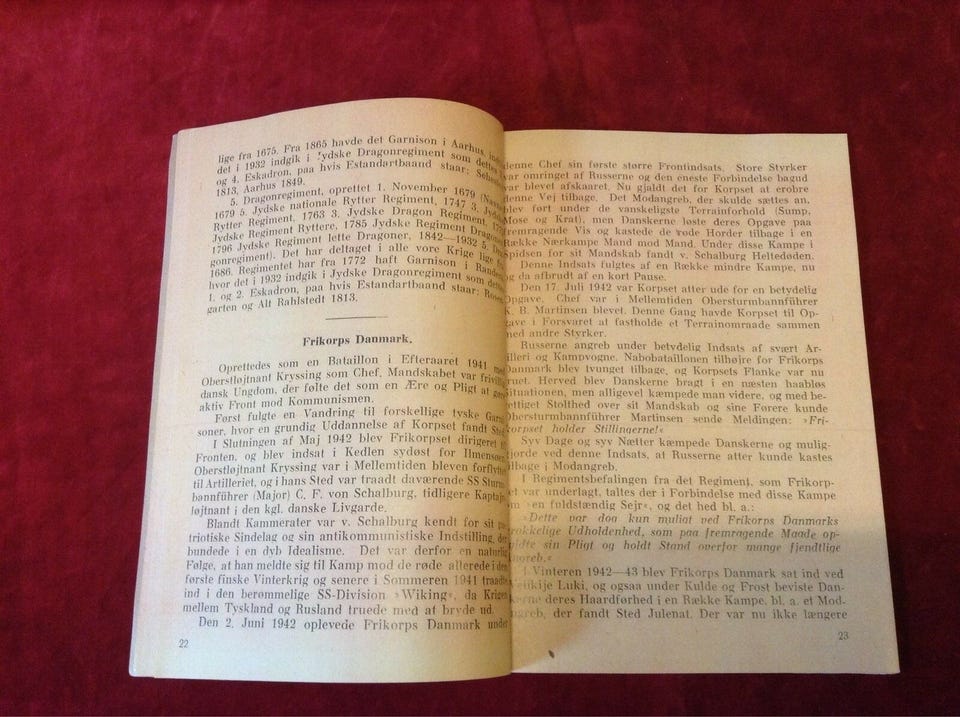 lige fra 1675. Fra 1865 havde det Garnison i Aarhus,
det i 1932 indgik i Jydske Dragonregiment som dettes
og 4. Eskadron, paa hvis Estandartbaand staar:
1813, Aarhus 1849.
5. Dragonregiment, oprettet 1. November 1679
1679 5. Jydske nationale Rytter Regiment, 1747 3.
Rytter Regiment, 1763 3. Jydske Dragon Regiment,
Jydske Regiment Ryttere, 1785 Jydske Regiment
1796 Jydske Regiment lette Dragoner, 1842—1932 5.
gonregiment). Det har deltaget i alle vore Krige lige
1686. Regimentet har fra 1772 haft Garnison i
hvor det i 1932 indgik i Jydske Dragonregiment som
1. og 2. Eskadron, paa hvis Estandartbaand staar:
garten og Alt Rahlstedt 1813.
Frikorps Danmark.
Oprettedes som en Bataillon i Efteraaret 1941 med
Oberstløjtnant Kryssing som Chef. Mandskabet var
dansk Ungdom, der følte det som en Ære og Pligt at
aktiv Front mod Kommunismen.
Først fulgte en Vandring til forskellige tyske
soner, hvor en grundig Uddannelse af Korpset fandt Sted.
I Slutningen af Maj 1942 blev Frikorpset dirigeret
Fronten, og blev indsat i Kedlen sydøst for
Oberstløjtnant Kryssing var i Mellemtiden bleven
til Artilleriet, og i hans Sted var traadt daværende SS
bannführer (Major) C. F. von Schalburg, tidligere
løjtnant i den kgl. danske Livgarde.
Blandt Kammerater var v. Schalburg kendt for sit
triotiske Sindelag og sin antikommunistiske Indstilling,
bundede i en dyb Idealisme. Det var derfor en naturlig
Følge, at han meldte sig til Kamp mod de røde allerede i den
første finske Vinterkrig og senere i Sommeren 1941 traadte
ind i den berømmelige SS-Division »Wiking«, da Krigen
mellem Tyskland og Rusland truede med at bryde ud.
Den 2. Juni 1942 oplevede Frikorps Danmark under
22
denne Chef sin første større Frontindsats. Store Styrker
var omringet af Russerne og den eneste Forbindelse bagud
var blevet afskaaret. Nu gjaldt det for Korpset at erobre
denne Vej tilbage. Det Modangreb, der skulde sættes an,
blev ført under de vanskeligste Terrainforhold (Sump,
Mose og Krat), men Danskerne løste deres Opgave paa
fremragende Vis og kastede de røde Horder tilbage i en
Række Nærkampe Mand mod Mand. Under disse Kampe i
Spidsen for sit Mandskab fandt v. Schalburg Heltedøden.
Denne Indsats fulgtes af en Række mindre Kampe, nu
og da afbrudt af en kort Pause.
Den 17. Juli 1942 var Korpset atter ude for en betydelig
Opgave. Chef var i Mellemtiden Obersturmbannführer
K. B. Martinsen blevet. Denne Gang havde Korpset til Op-
gave i Forsvaret at fastholde et Terrainomraade sammen
med andre Styrker.
Russerne angreb under betydelig Indsats af svært Ar-
tilleri og Kampvogne. Nabobataillonen tilhøjre for Frikorps
Danmark blev tvunget tilbage, og Korpsets Flanke var nu
Herved blev Danskerne bragt i en næsten haabløs
Situationen, men alligevel kæmpede man videre, og med be-
rettiget Stolthed over sit Mandskab og sine Førere kunde
Obersturmbannführer Martinsen sende Meldingen: »Fri-
korpset holder Stillingerne!«
Syv Dage og syv Nætter kæmpede Danskerne og mulig-
gjorde ved denne Indsats, at Russerne atter kunde kastes
tilbage i Modangreb.
I Regimentsbefalingen fra det Regiment, som Frikorp-
set var underlagt, taltes der i Forbindelse med disse Kampe
om »en fuldstændig Sejr«, og det hed bl. a.:
»Dette var dog kun muligt ved Frikorps Danmarks
Udholdenhed, som paa fremragende Maade op-
fyldte sin Pligt og holdt Stand overfor mange fjendtlige
Angreb.«
I Vinteren 1942—43 blev Frikorps Danmark sat ind ved
Welikije Luki, og ogsaa under Kulde og Frost beviste Dan-
skerne deres Haardførhed i en Række Kampe, bl. a. et Mod-
angreb, der fandt Sted Julenat. Der var nu ikke længere
23